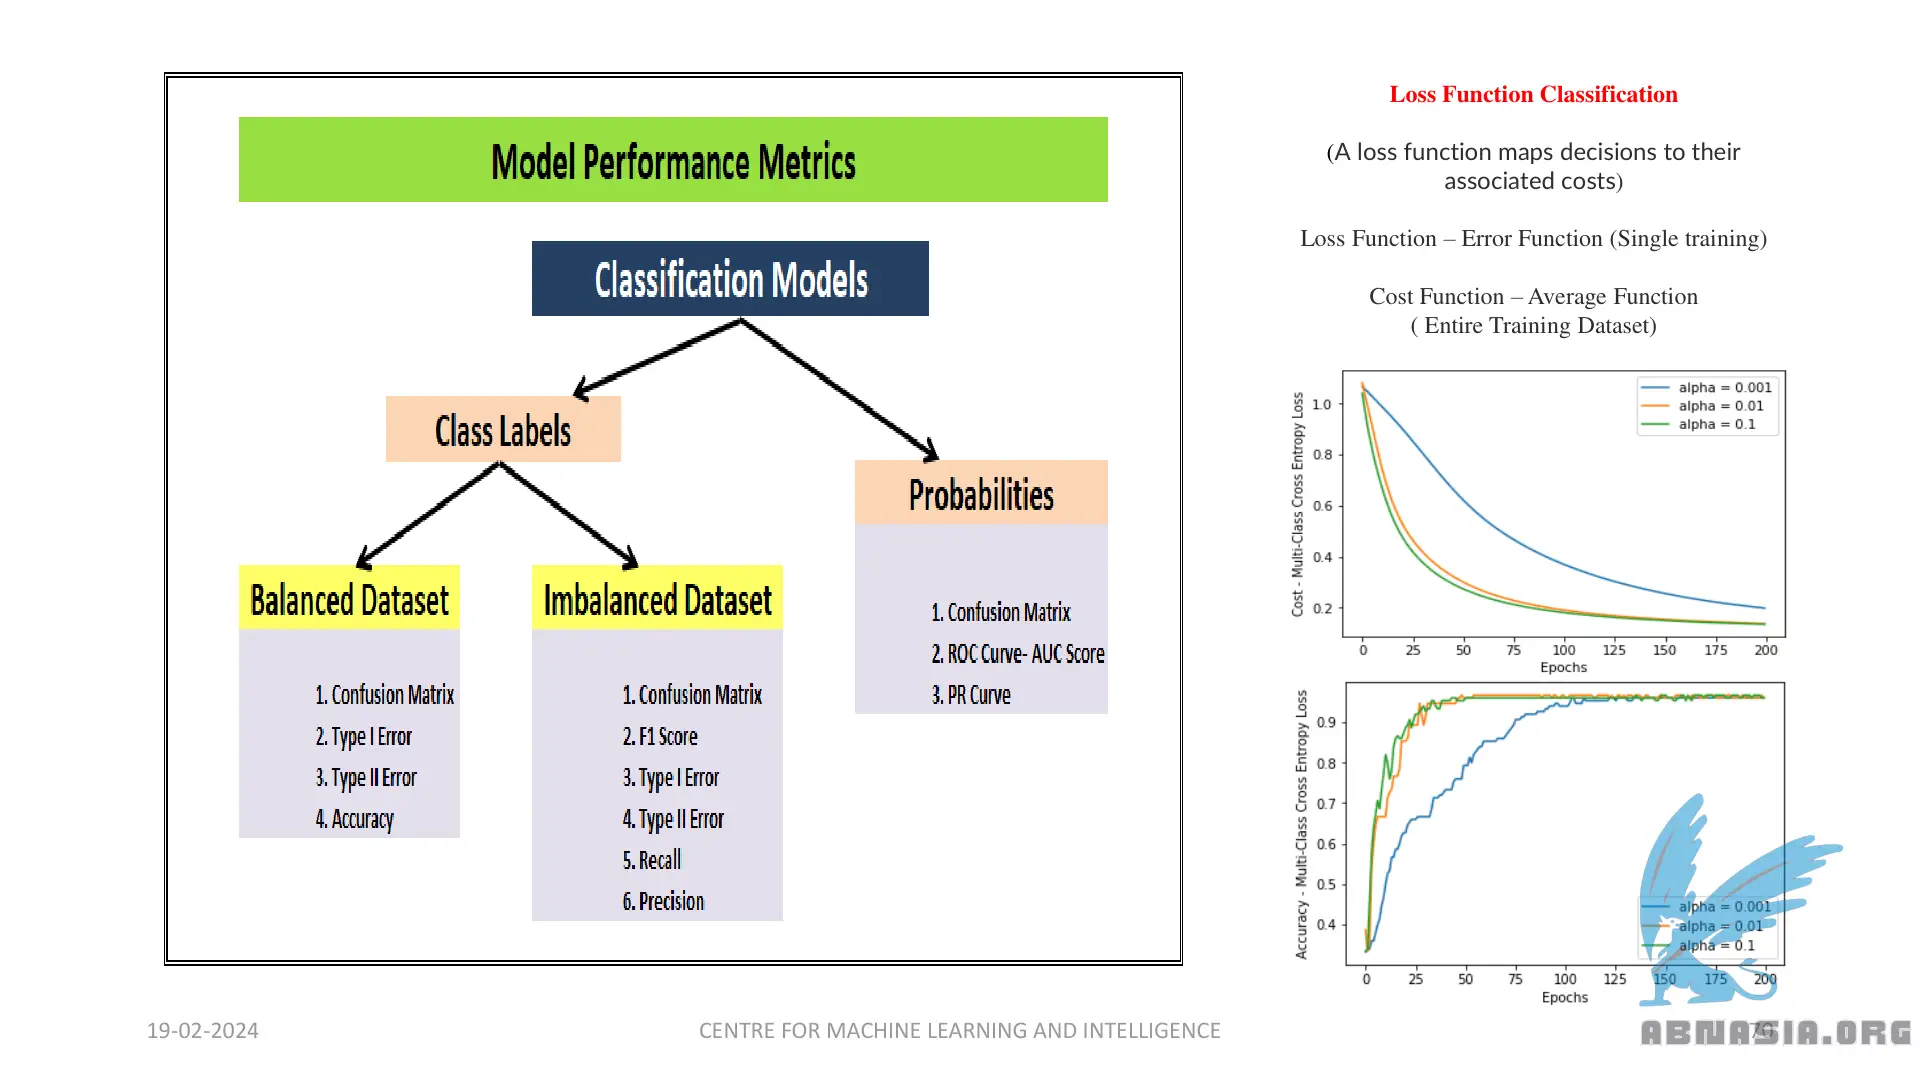 Model Performance Metrics
Classification Models
Class Labels
Probabilities
1. Confusion Matrix
2. ROC Curve- AUC Score
3. PR Curve
Balanced Dataset
1. Confusion Matrix
2. Type I Error
3. Type II Error
4. Accuracy
Imbalanced Dataset
1. Confusion Matrix
2. F1 Score
3. Type I Error
4. Type II Error
5. Recall
6. Precision
Loss Function Classification
(A loss function maps decisions to their
associated costs)
Loss Function – Error Function (Single training)
Cost Function – Average Function
( Entire Training Dataset)
Cost - Multi-Class Cross Entropy Loss
1.0
0.8
0.6
0.4
0.2
alpha = 0.001
alpha = 0.01
alpha = 0.1
0 25 50 75 100 125 150 175 200
Epochs
Accuracy - Multi-Class Cross Entropy Loss
0.9
0.8
0.7
0.6
0.5
0.4
alpha = 0.001
alpha = 0.01
alpha = 0.1
0 25 50 75 100 125 150 175 200
Epochs
19-02-2024
CENTRE FOR MACHINE LEARNING AND INTELLIGENCE
ABNASIA.ORG